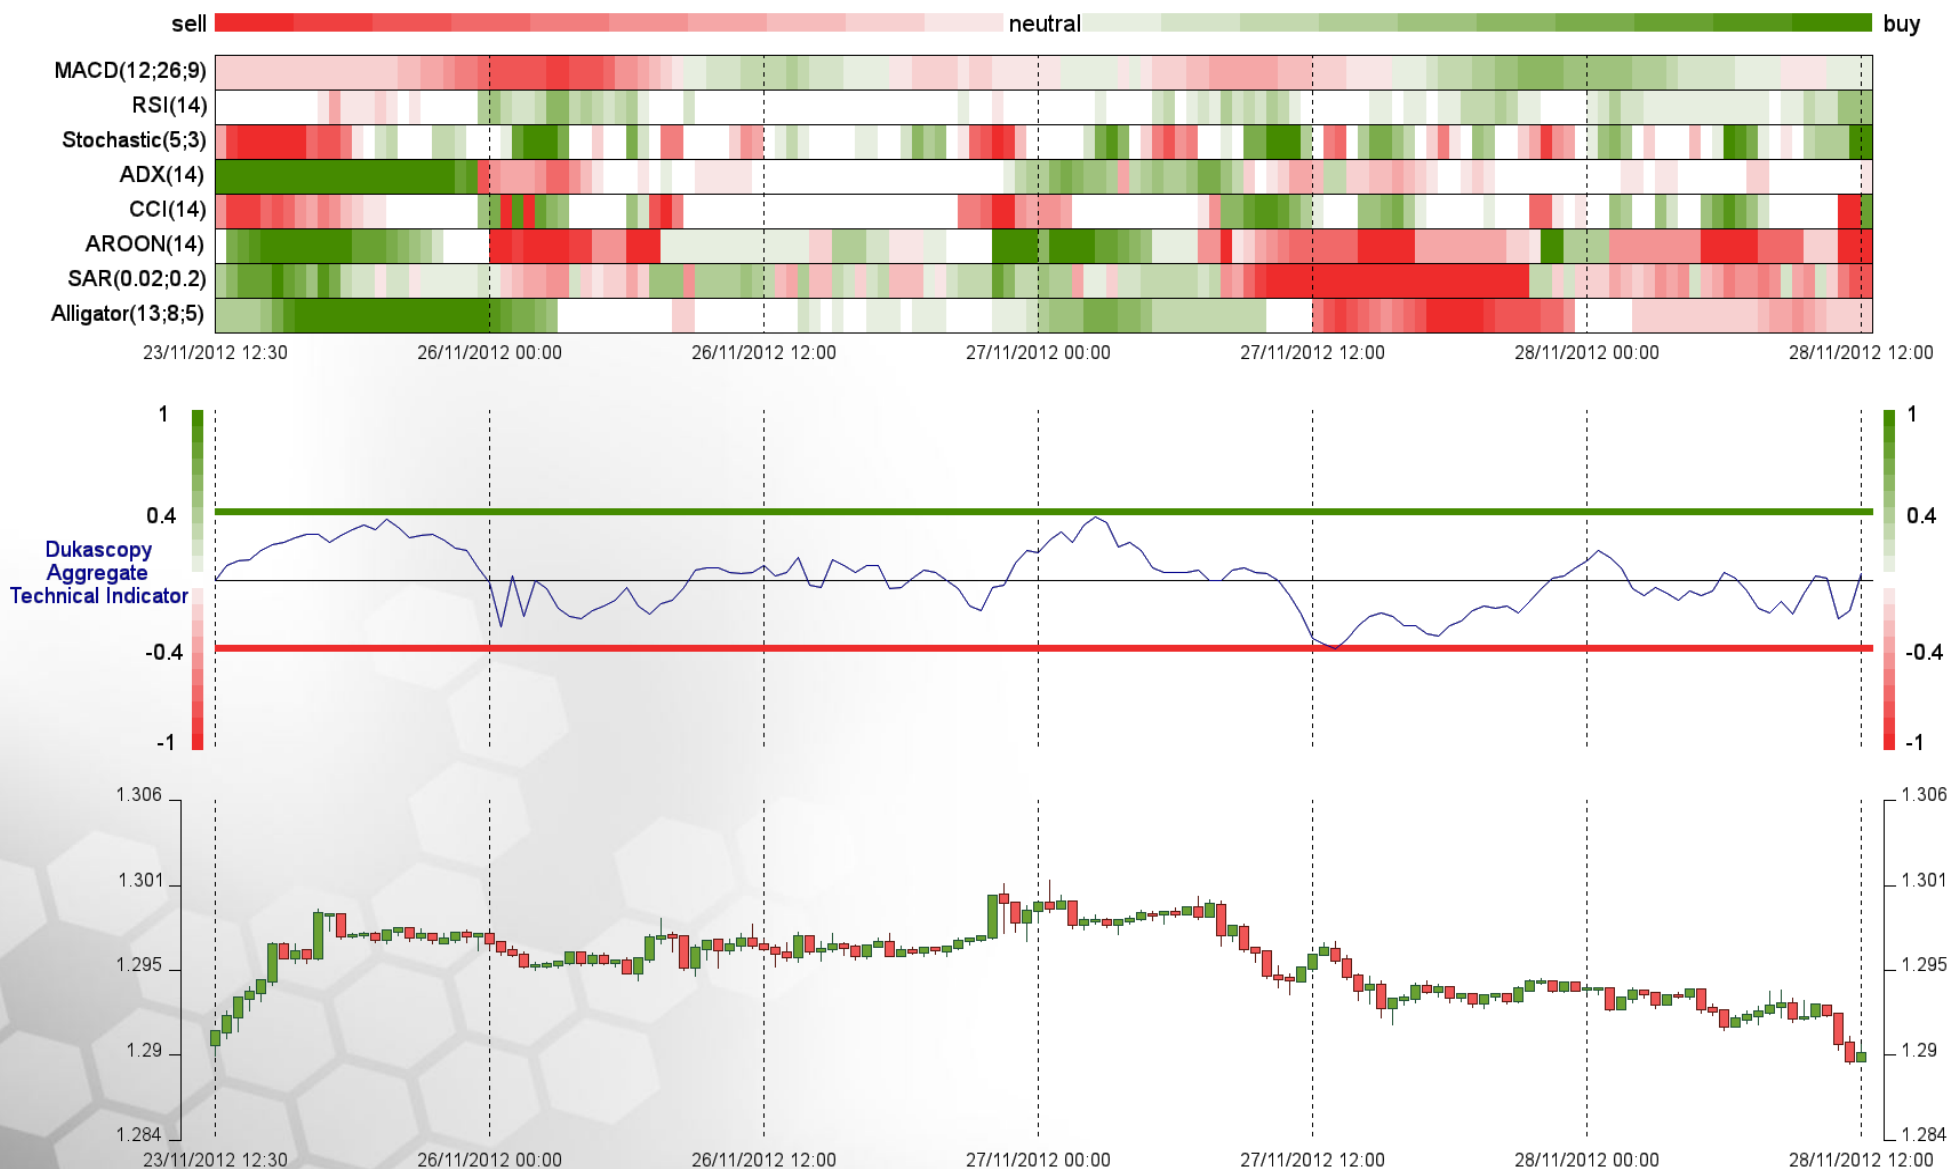 sell neutral buy
MACD(12;26;9)
RSI(14)
Stochastic(5;3)
ADX(14)
CCI(14)
AROON(14)
SAR(0.02;0.2)
Alligator(13;8;5)
23/11/2012 12:30 26/11/2012 00:00 26/11/2012 12:00 27/11/2012 00:00 27/11/2012 12:00 28/11/2012 00:00 28/11/2012 12:00
1 1
0.4 0.4
Dukascopy
Aggregate
Technical Indicator
-0.4 -0.4
-1 -1
1.306 1.306
1.301 1.301
1.295 1.295
1.29 1.29
1.284 1.284
23/11/2012 12:30 26/11/2012 00:00 26/11/2012 12:00 27/11/2012 00:00 27/11/2012 12:00 28/11/2012 00:00 28/11/2012 12:00